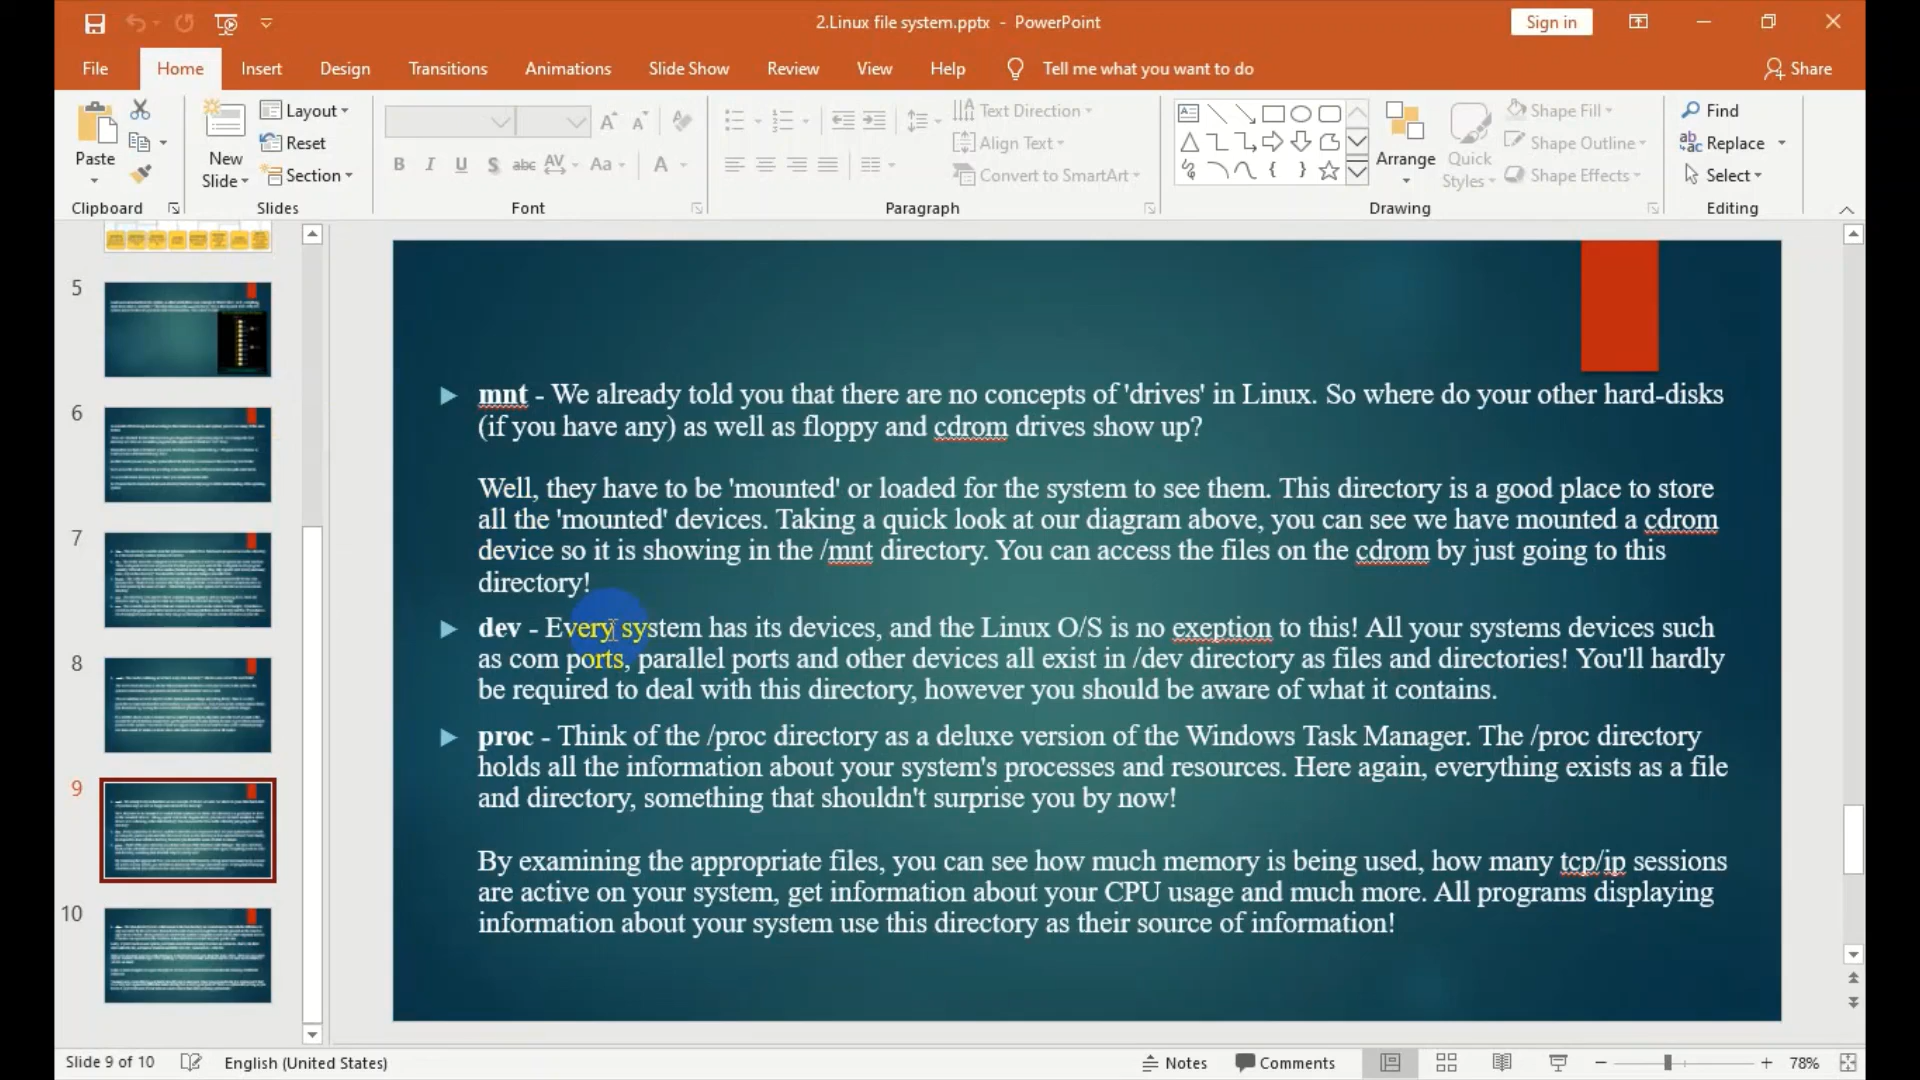 2.Linux file system.pptx - PowerPoint
Sign in
File Home Insert Design Transitions Animations Slide Show Review View Help Tell me what you want to do Share
Paste
New Slide
Layout
Reset
Section
B I U S abc AV Aa A
Text Direction
Align Text
Convert to SmartArt
Arrange
Quick Styles
Shape Fill
Shape Outline
Shape Effects
Find
Replace
Select
Clipboard Slides Font Paragraph Drawing Editing
5
6
7
8
9
10
mnt - We already told you that there are no concepts of 'drives' in Linux. So where do your other hard-disks
(if you have any) as well as floppy and cdrom drives show up?
Well, they have to be 'mounted' or loaded for the system to see them. This directory is a good place to store
all the 'mounted' devices. Taking a quick look at our diagram above, you can see we have mounted a cdrom
device so it is showing in the /mnt directory. You can access the files on the cdrom by just going to this
directory!
dev - Every system has its devices, and the Linux O/S is no exeption to this! All your systems devices such
as com ports, parallel ports and other devices all exist in /dev directory as files and directories! You'll hardly
be required to deal with this directory, however you should be aware of what it contains.
proc - Think of the /proc directory as a deluxe version of the Windows Task Manager. The /proc directory
holds all the information about your system's processes and resources. Here again, everything exists as a file
and directory, something that shouldn't surprise you by now!
By examining the appropriate files, you can see how much memory is being used, how many tcp/ip sessions
are active on your system, get information about your CPU usage and much more. All programs displaying
information about your system use this directory as their source of information!
Slide 9 of 10 English (United States) Notes Comments 78%